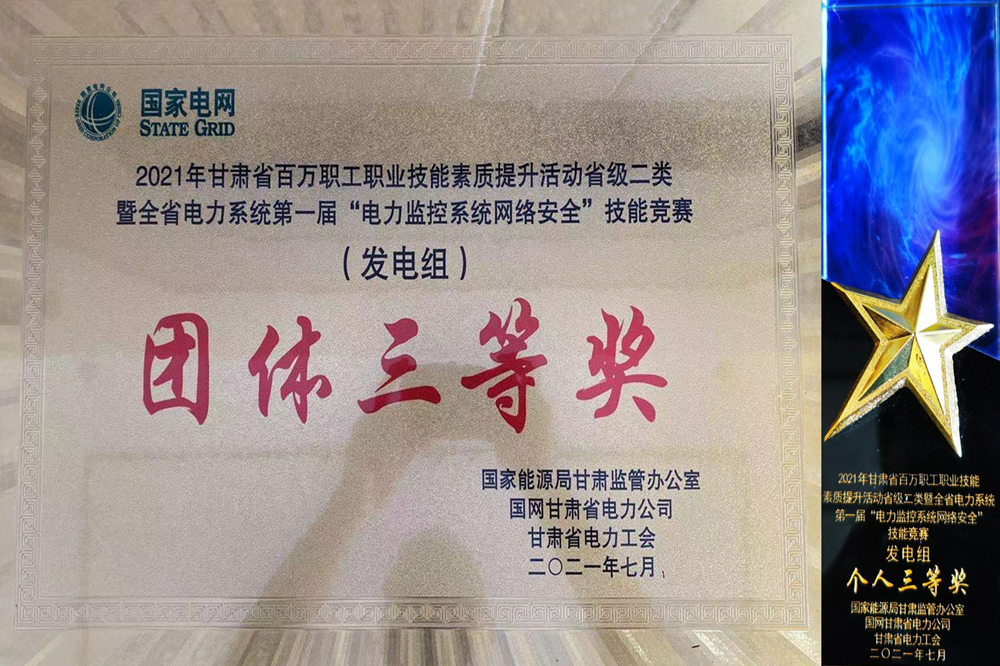 国家电网
STATE GRID
2021年甘肃省百万职工职业技能素质提升活动省级二类
暨全省电力系统第一届“电力监控系统网络安全”技能竞赛
（发电组）
团体三等奖
国家能源局甘肃监管办公室
国网甘肃省电力公司
甘肃省电力工会
二〇二一年七月
2021年甘肃省百万职工职业技能
素质提升活动省级二类暨全省电力系统
第一届“电力监控系统网络安全”
技能竞赛
发电组
个人三等奖
国家能源局甘肃监管办公室
国网甘肃省电力公司
甘肃省电力工会
二〇二一年七月